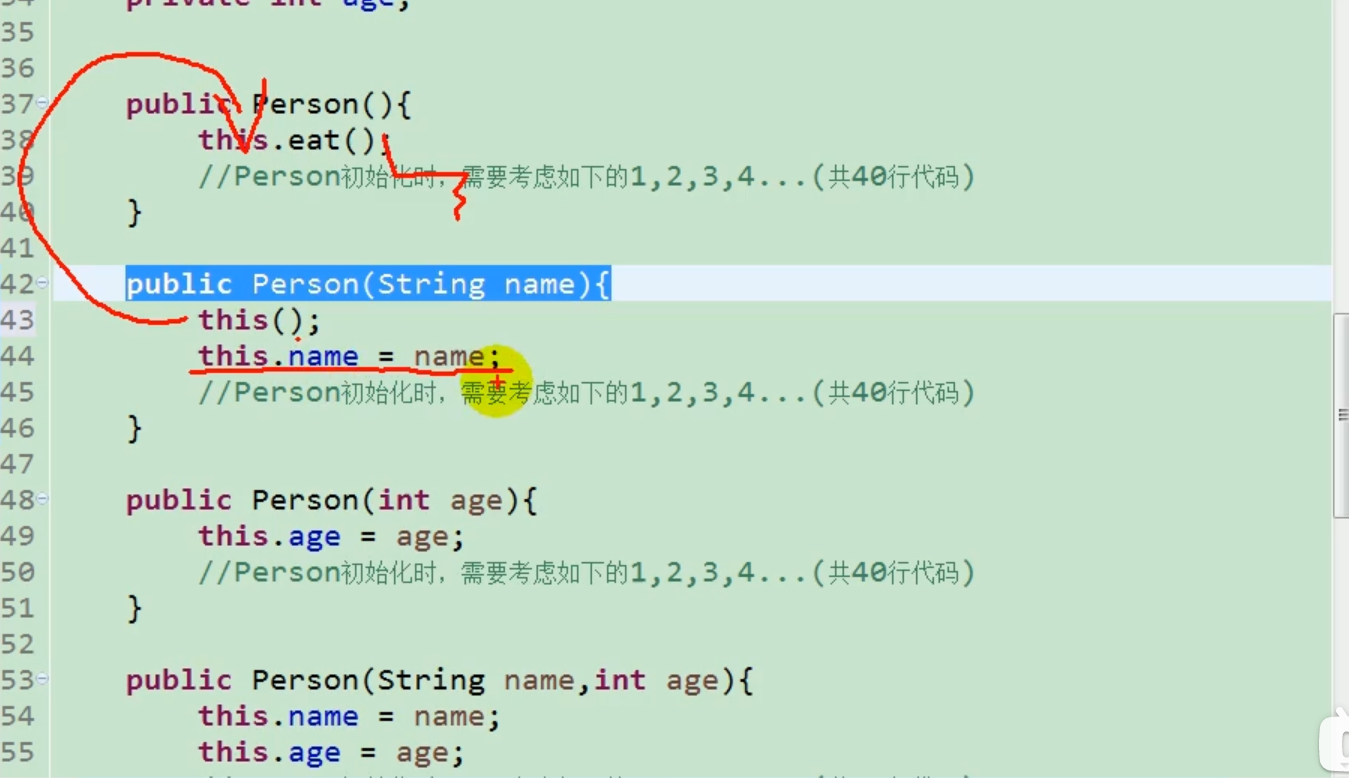 34 private int age;
35
36
37 public Person(){
38 this.eat();
39 //Person初始化时，需要考虑如下的1,2,3,4...(共40行代码)
40 }
41
42 public Person(String name){
43 this();
44 this.name = name;
45 //Person初始化时，需要考虑如下的1,2,3,4...(共40行代码)
46 }
47
48 public Person(int age){
49 this.age = age;
50 //Person初始化时，需要考虑如下的1,2,3,4...(共40行代码)
51 }
52
53 public Person(String name,int age){
54 this.name = name;
55 this.age = age;